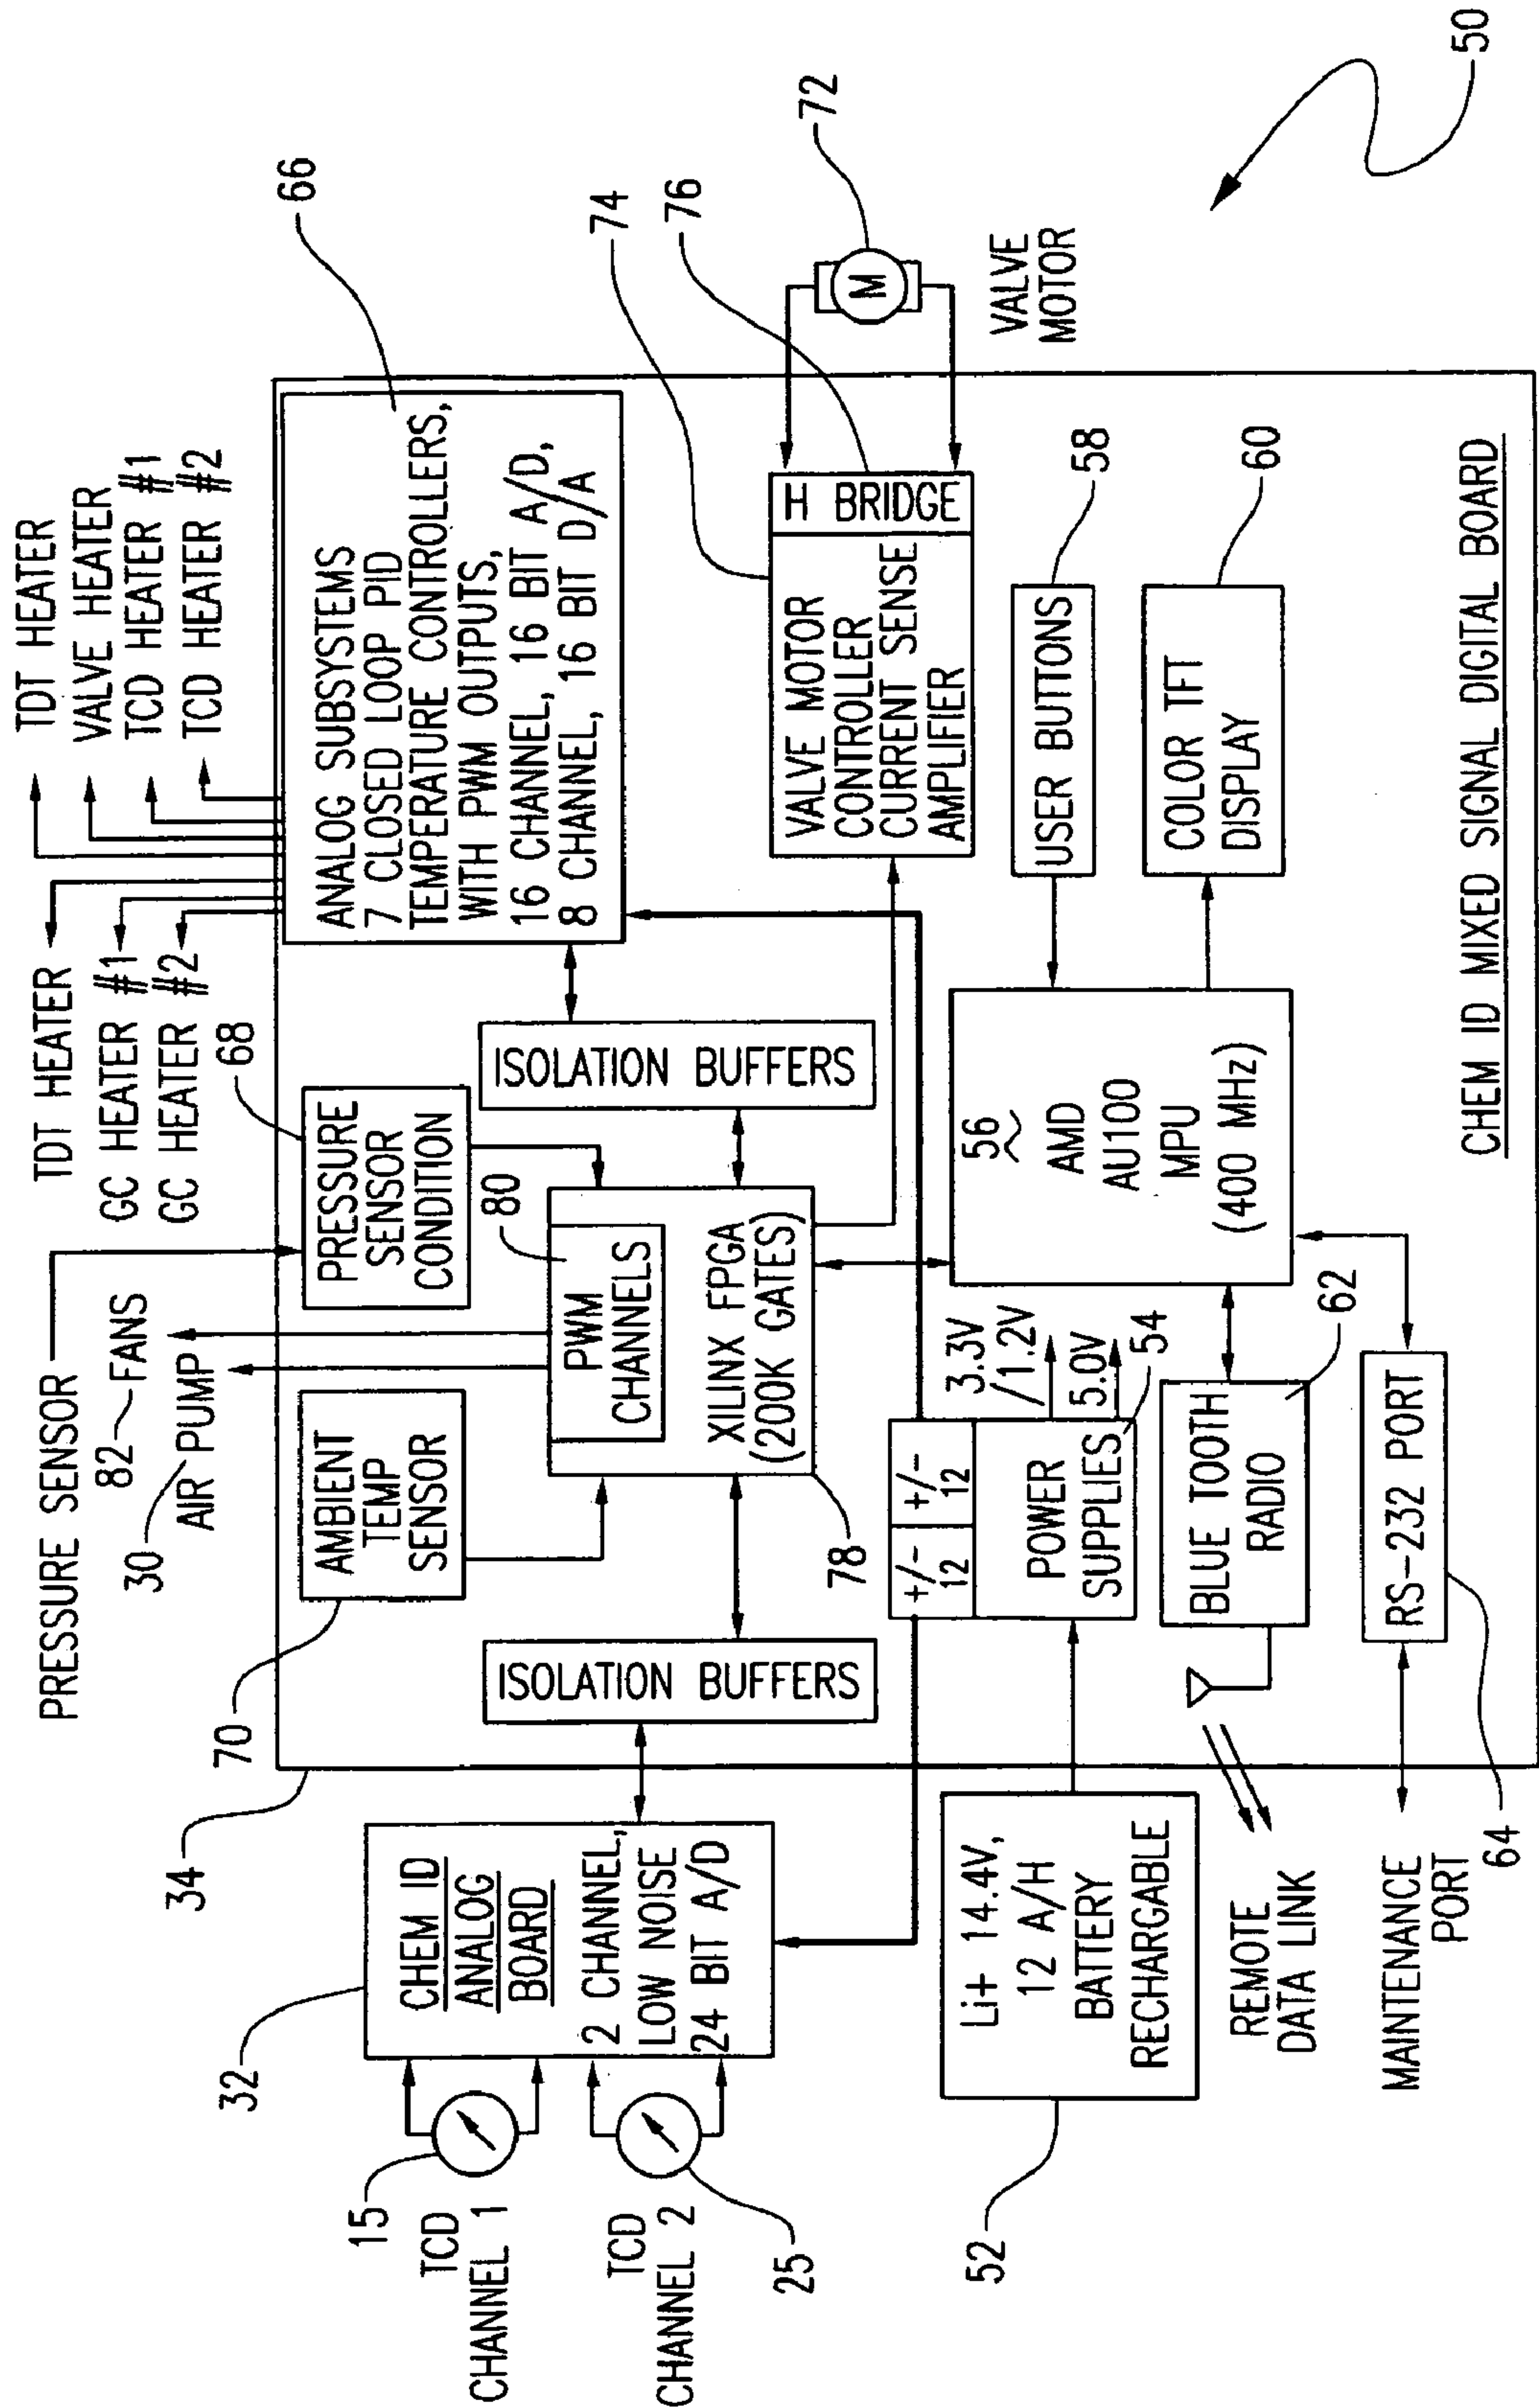 PRESSURE SENSOR
82
FANS
30
AIR PUMP
TDT HEATER
GC HEATER #1
GC HEATER #2
TDT HEATER
VALVE HEATER
TCD HEATER #1
TCD HEATER #2
34
70
AMBIENT
TEMP
SENSOR
68
PRESSURE
SENSOR
CONDITION
66
ANALOG SUBSYSTEMS
7 CLOSED LOOP PID
TEMPERATURE CONTROLLERS,
WITH PWM OUTPUTS,
16 CHANNEL, 16 BIT A/D,
8 CHANNEL, 16 BIT D/A
32
CHEM ID
ANALOG
BOARD
2 CHANNEL,
LOW NOISE
24 BIT A/D
15
TCD
CHANNEL 1
TCD
CHANNEL 2
25
ISOLATION BUFFERS
80
PWM
CHANNELS
XILINX FPGA
(200K GATES)
78
ISOLATION BUFFERS
74
76
72
VALVE MOTOR
CONTROLLER
CURRENT SENSE
AMPLIFIER
H BRIDGE
M
VALVE
MOTOR
52
Li+ 14.4V,
12 A/H
BATTERY
RECHARGABLE
+/-
12
+/-
12
POWER
SUPPLIES
3.3V
/1.2V
5.0V
54
56
AMD
AU100
MPU
(400 MHz)
USER BUTTONS
58
COLOR TFT
DISPLAY
60
REMOTE
DATA LINK
BLUE TOOTH
RADIO
62
MAINTENANCE
PORT
64
RS-232 PORT
CHEM ID MIXED SIGNAL DIGITAL BOARD
50